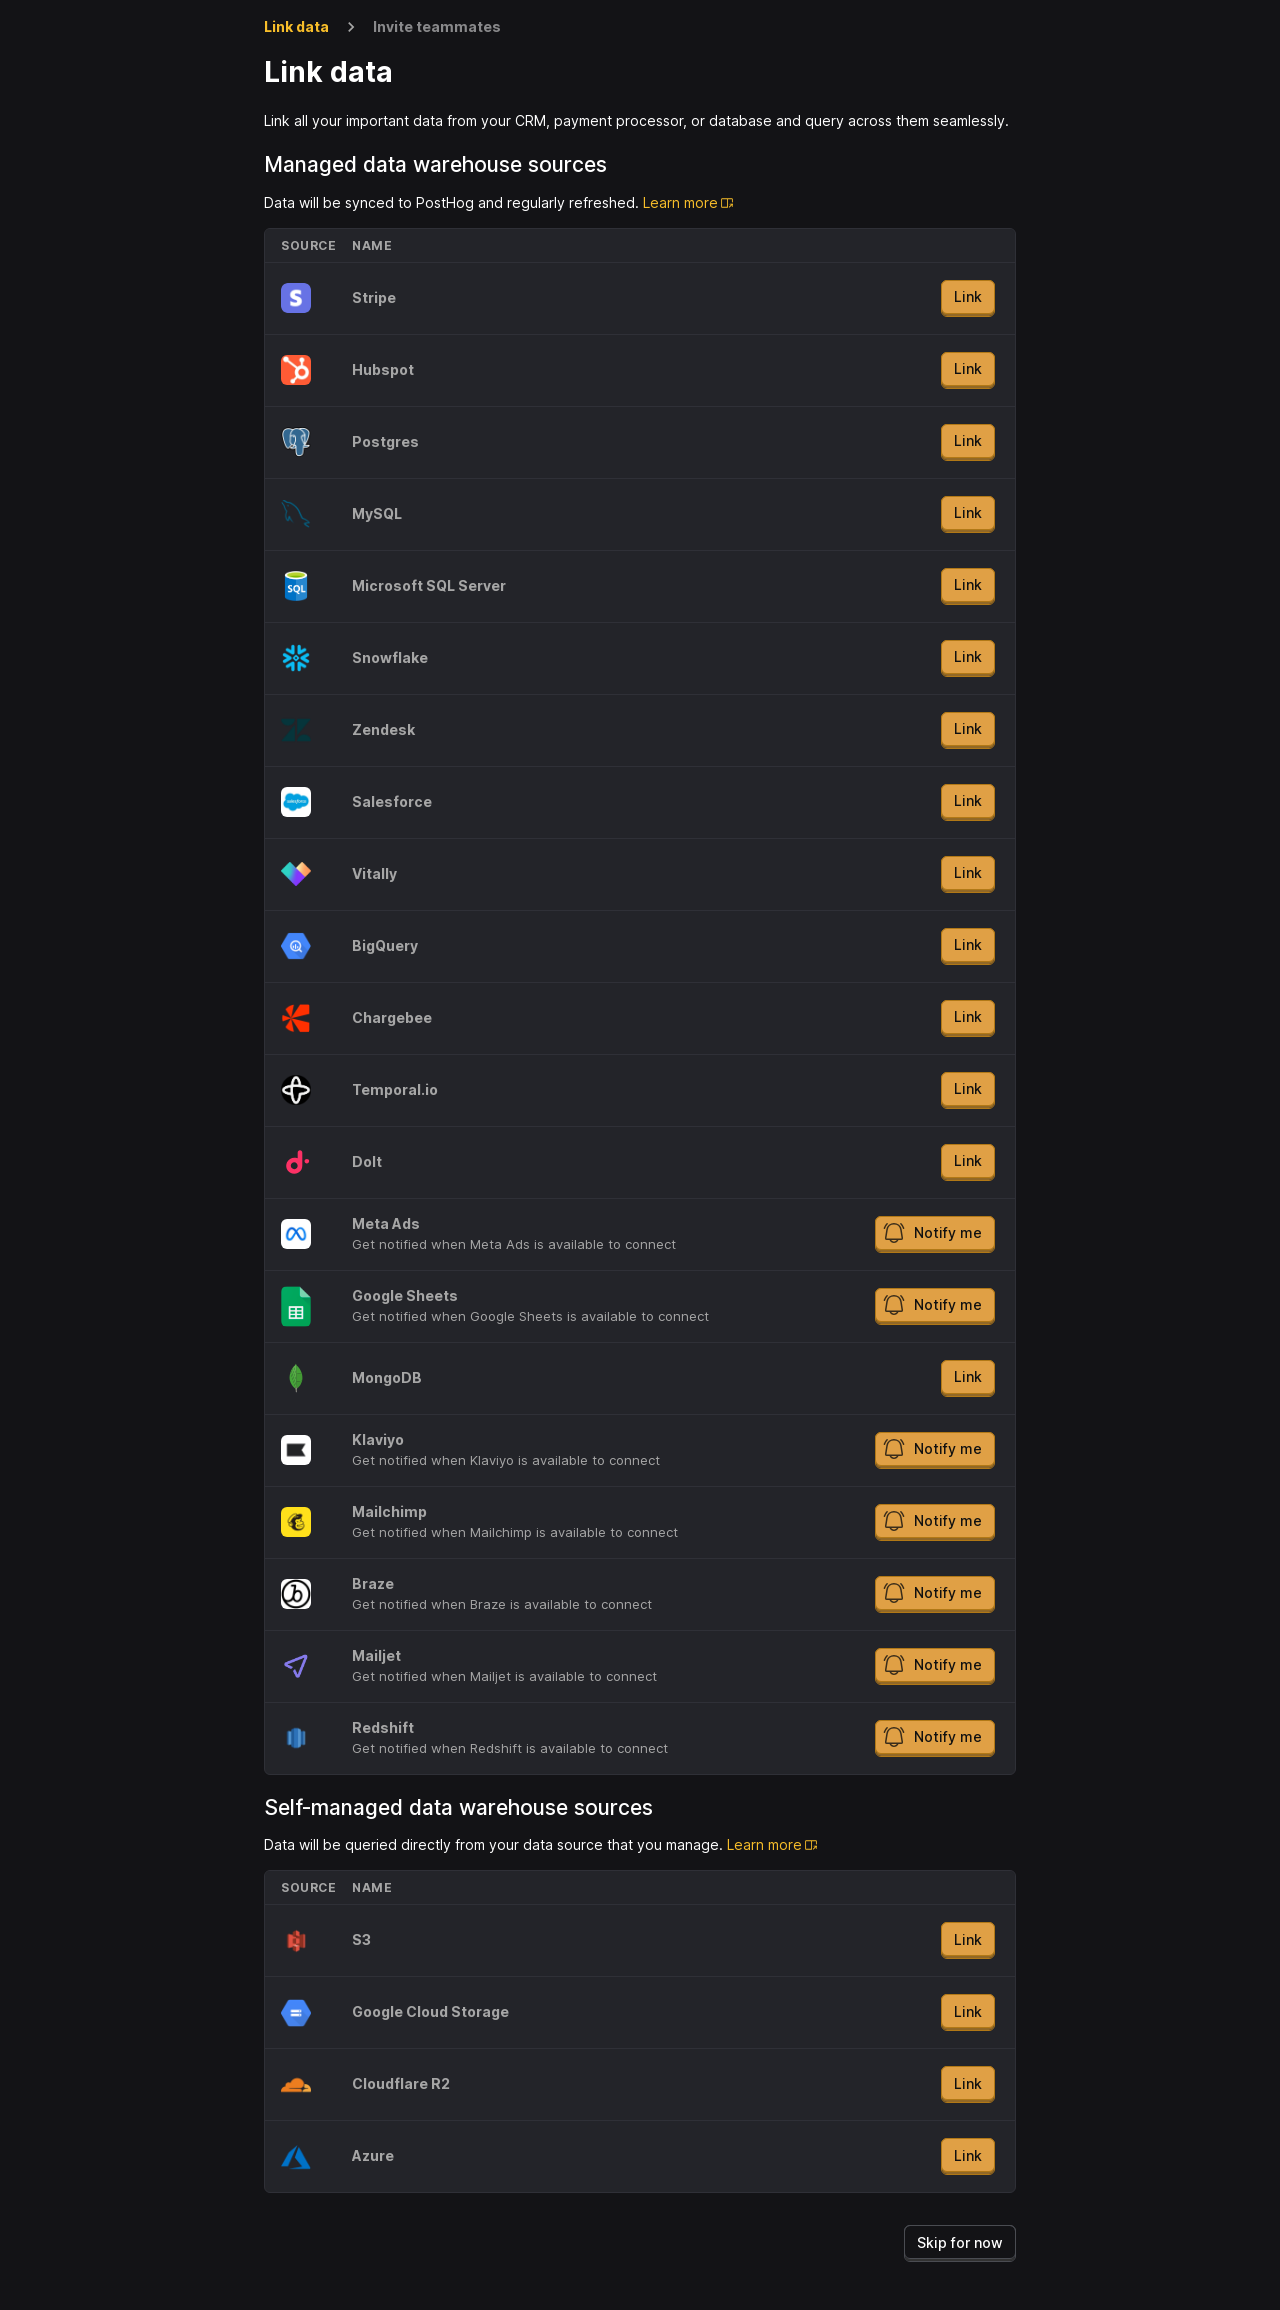 Link data > Invite teammates
Link data
Link all your important data from your CRM, payment processor, or database and query across them seamlessly.
Managed data warehouse sources
Data will be synced to PostHog and regularly refreshed. Learn more
SOURCE NAME
S Stripe Link
Hubspot Link
Postgres Link
MySQL Link
SQL Microsoft SQL Server Link
Snowflake Link
Zendesk Link
salesforce Salesforce Link
Vitally Link
BigQuery Link
Chargebee Link
Temporal.io Link
DoIt Link
Meta Ads
Get notified when Meta Ads is available to connect
Notify me
Google Sheets
Get notified when Google Sheets is available to connect
Notify me
MongoDB Link
Klaviyo
Get notified when Klaviyo is available to connect
Notify me
Mailchimp
Get notified when Mailchimp is available to connect
Notify me
b Braze
Get notified when Braze is available to connect
Notify me
Mailjet
Get notified when Mailjet is available to connect
Notify me
Redshift
Get notified when Redshift is available to connect
Notify me
Self-managed data warehouse sources
Data will be queried directly from your data source that you manage. Learn more
SOURCE NAME
S3 Link
Google Cloud Storage Link
Cloudflare R2 Link
Azure Link
Skip for now